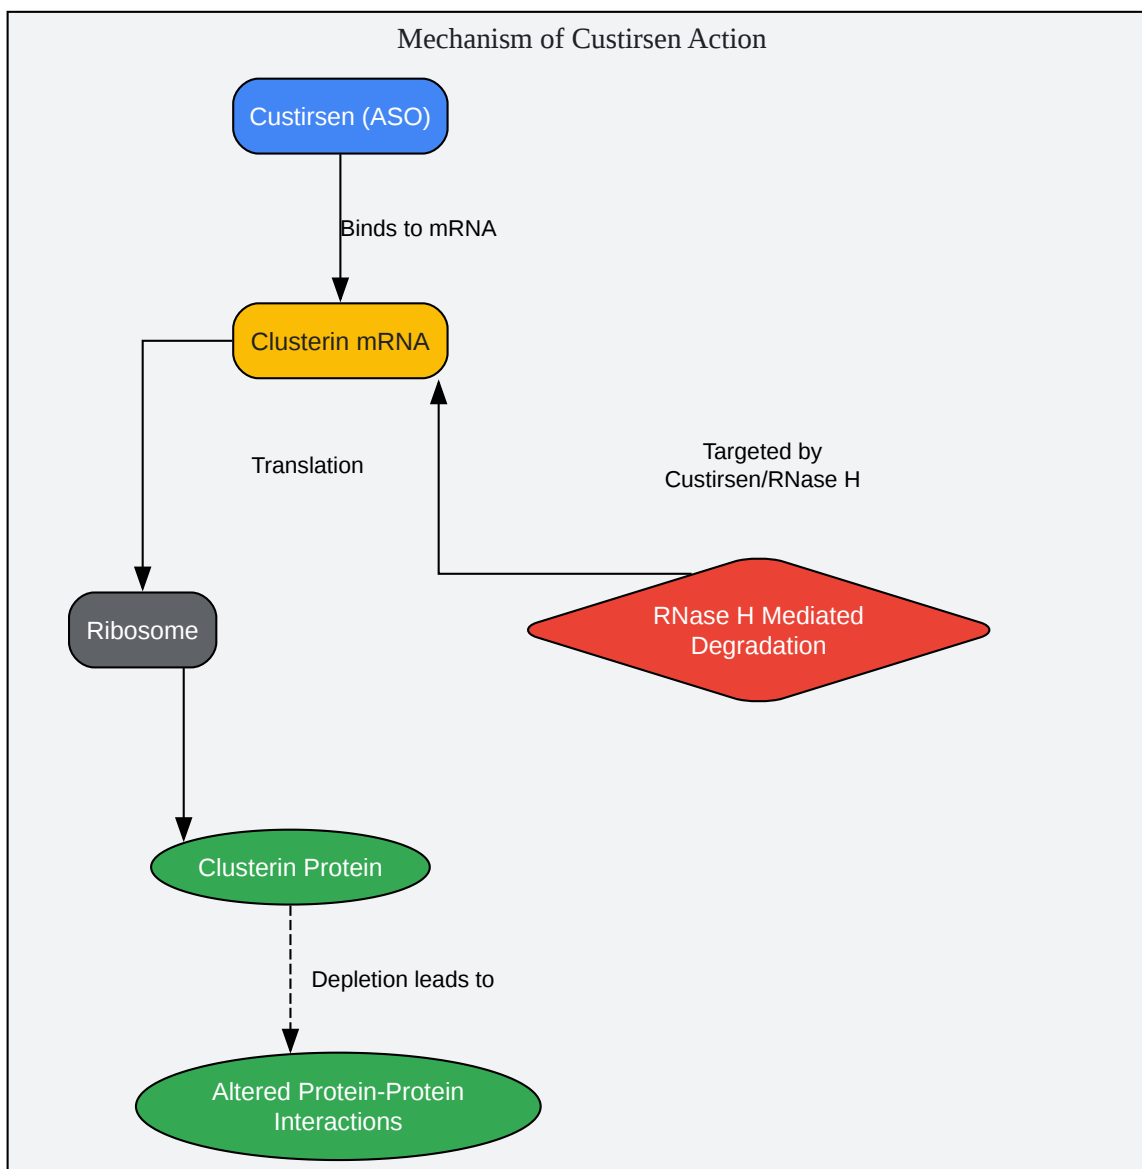 Mechanism of Custirsen Action
Custirsen (ASO)
Binds to mRNA
Clusterin mRNA
Translation
Targeted by
Custirsen/RNase H
Ribosome
RNase H Mediated
Degradation
Clusterin Protein
Depletion leads to
Altered Protein-Protein
Interactions